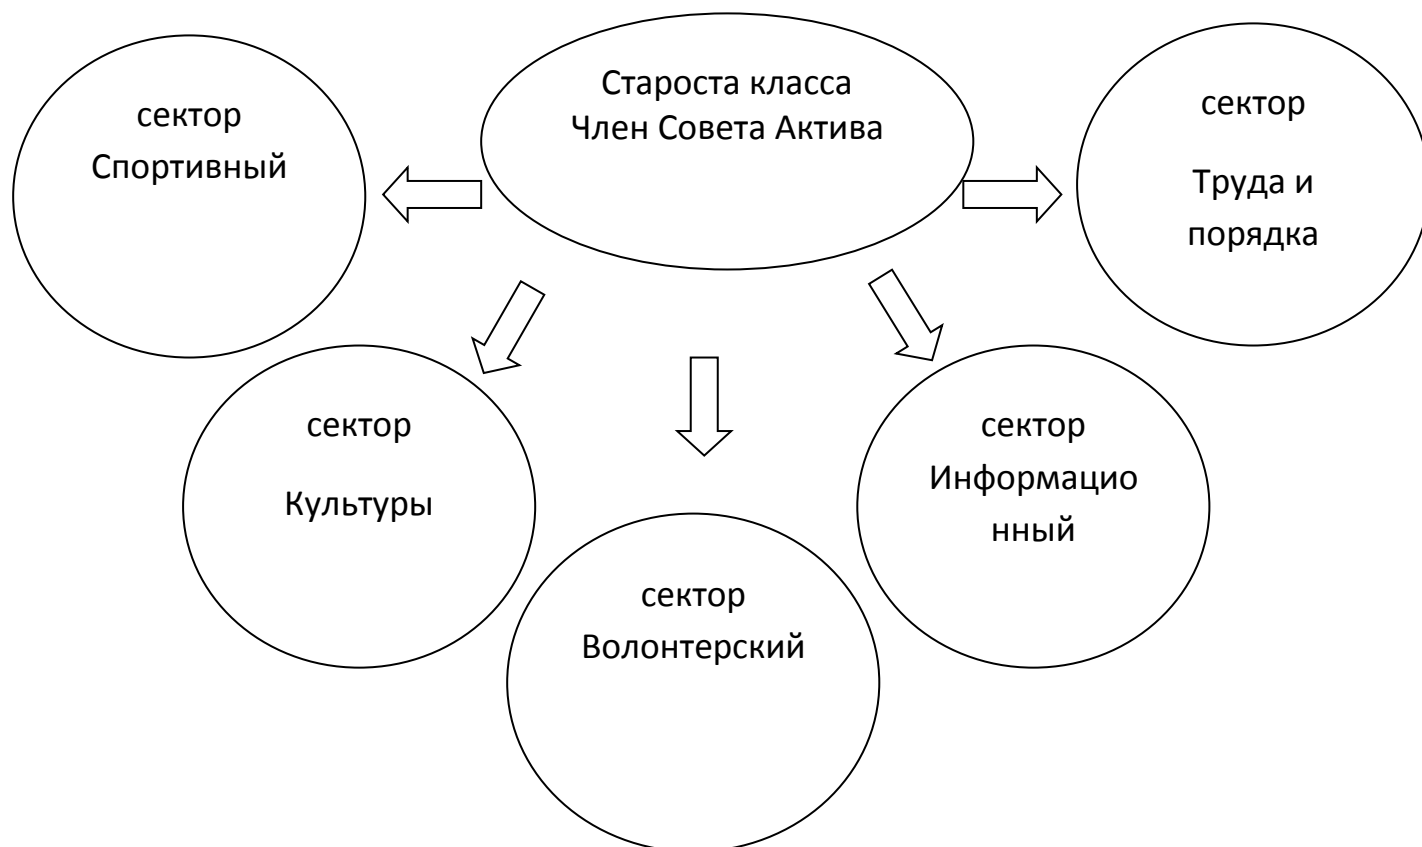 Староста класса
Член Совета Актива
сектор
Спортивный
сектор
Труда и
порядка
сектор
Культуры
сектор
Информацио
нный
сектор
Волонтерский